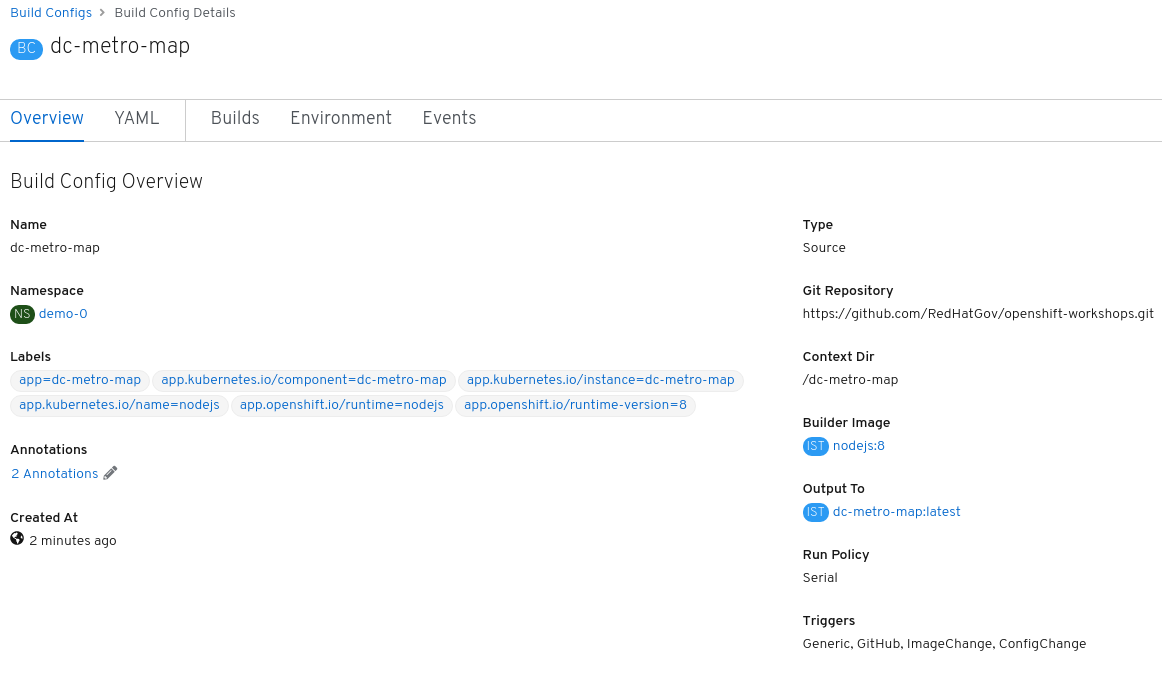 Build Configs > Build Config Details
BC dc-metro-map
Overview YAML Builds Environment Events
Build Config Overview
Name
dc-metro-map
Namespace
NS demo-0
Labels
app=dc-metro-map app.kubernetes.io/component=dc-metro-map app.kubernetes.io/instance=dc-metro-map
app.kubernetes.io/name=nodejs app.openshift.io/runtime=nodejs app.openshift.io/runtime-version=8
Annotations
2 Annotations
Created At
2 minutes ago
Type
Source
Git Repository
https://github.com/RedHatGov/openshift-workshops.git
Context Dir
/dc-metro-map
Builder Image
IST nodejs:8
Output To
IST dc-metro-map:latest
Run Policy
Serial
Triggers
Generic, GitHub, ImageChange, ConfigChange